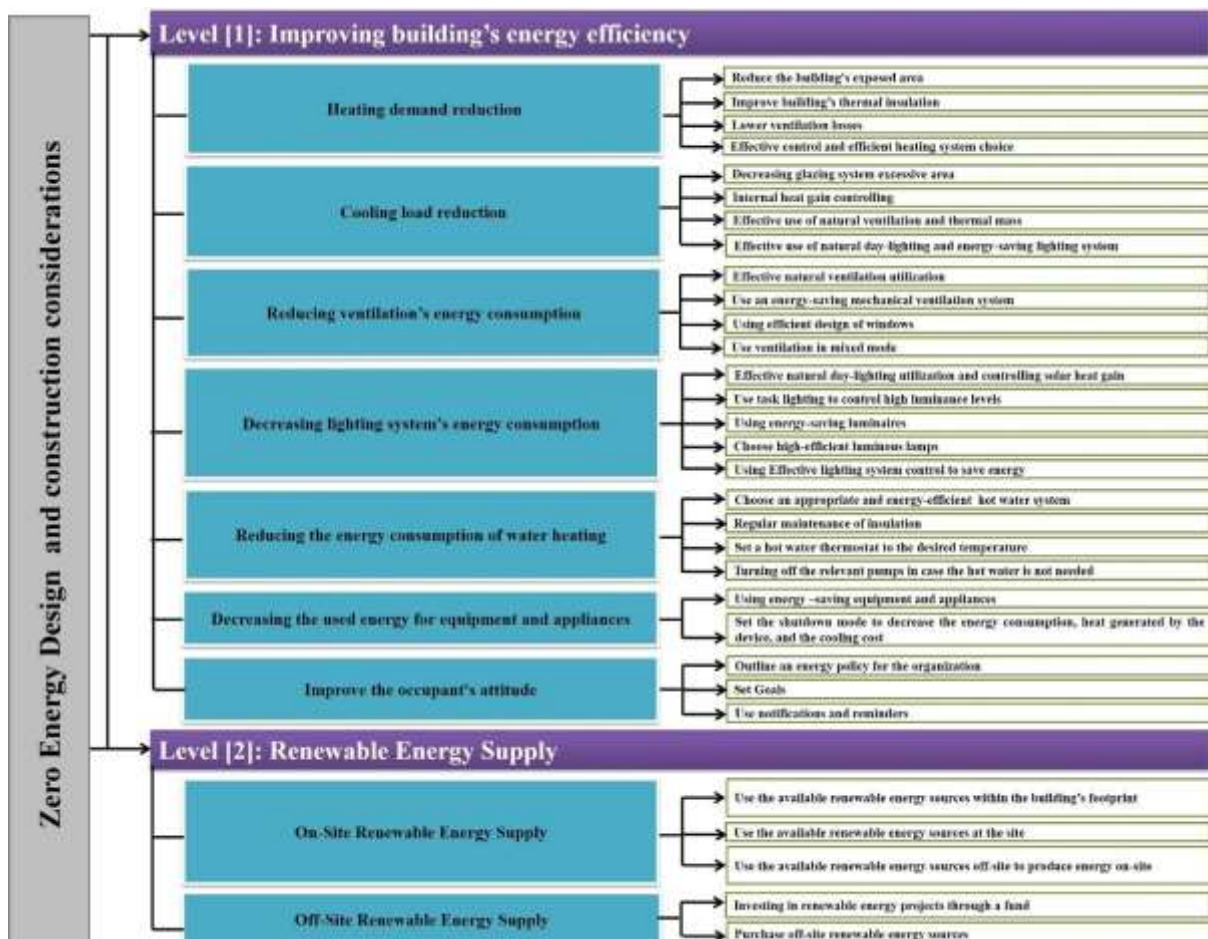 Zero Energy Design and construction considerations
Level [1]: Improving building's energy efficiency
Heating demand reduction
Reduce the building's exposed area
Improve building's thermal insulation
Lower ventilation losses
Effective control and efficient heating system choice
Cooling load reduction
Decreasing glazing system excessive area
Internal heat gain controlling
Effective use of natural ventilation and thermal mass
Effective use of natural day-lighting and energy-saving lighting system
Reducing ventilation's energy consumption
Effective natural ventilation utilization
Use an energy-saving mechanical ventilation system
Using efficient design of windows
Use ventilation in mixed mode
Decreasing lighting system's energy consumption
Effective natural day-lighting utilization and controlling solar heat gain
Use task lighting to control high luminance levels
Using energy-saving luminaires
Choose high-efficient luminous lamps
Using Effective lighting system control to save energy
Reducing the energy consumption of water heating
Choose an appropriate and energy-efficient hot water system
Regular maintenance of insulation
Set a hot water thermostat to the desired temperature
Turning off the relevant pumps in case the hot water is not needed
Decreasing the used energy for equipment and appliances
Using energy –saving equipment and appliances
Set the shutdown mode to decrease the energy consumption, heat generated by the
device, and the cooling cost
Improve the occupant's attitude
Outline an energy policy for the organization
Set Goals
Use notifications and reminders
Level [2]: Renewable Energy Supply
On-Site Renewable Energy Supply
Use the available renewable energy sources within the building's footprint
Use the available renewable energy sources at the site
Use the available renewable energy sources off-site to produce energy on-site
Off-Site Renewable Energy Supply
Investing in renewable energy projects through a fund
Purchase off-site renewable energy sources